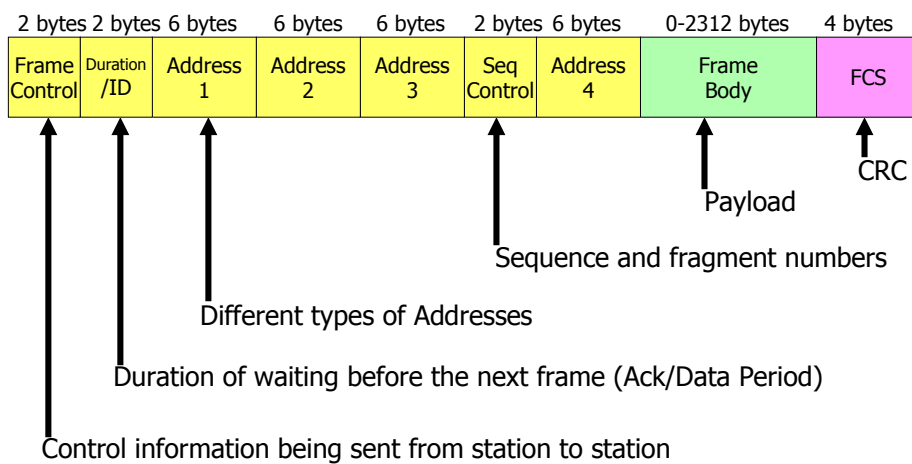 2 bytes 2 bytes 6 bytes 6 bytes 6 bytes 2 bytes 6 bytes 0-2312 bytes 4 bytes
Frame Control
Duration /ID
Address 1
Address 2
Address 3
Seq Control
Address 4
Frame Body
FCS
CRC
Payload
Sequence and fragment numbers
Different types of Addresses
Duration of waiting before the next frame (Ack/Data Period)
Control information being sent from station to station